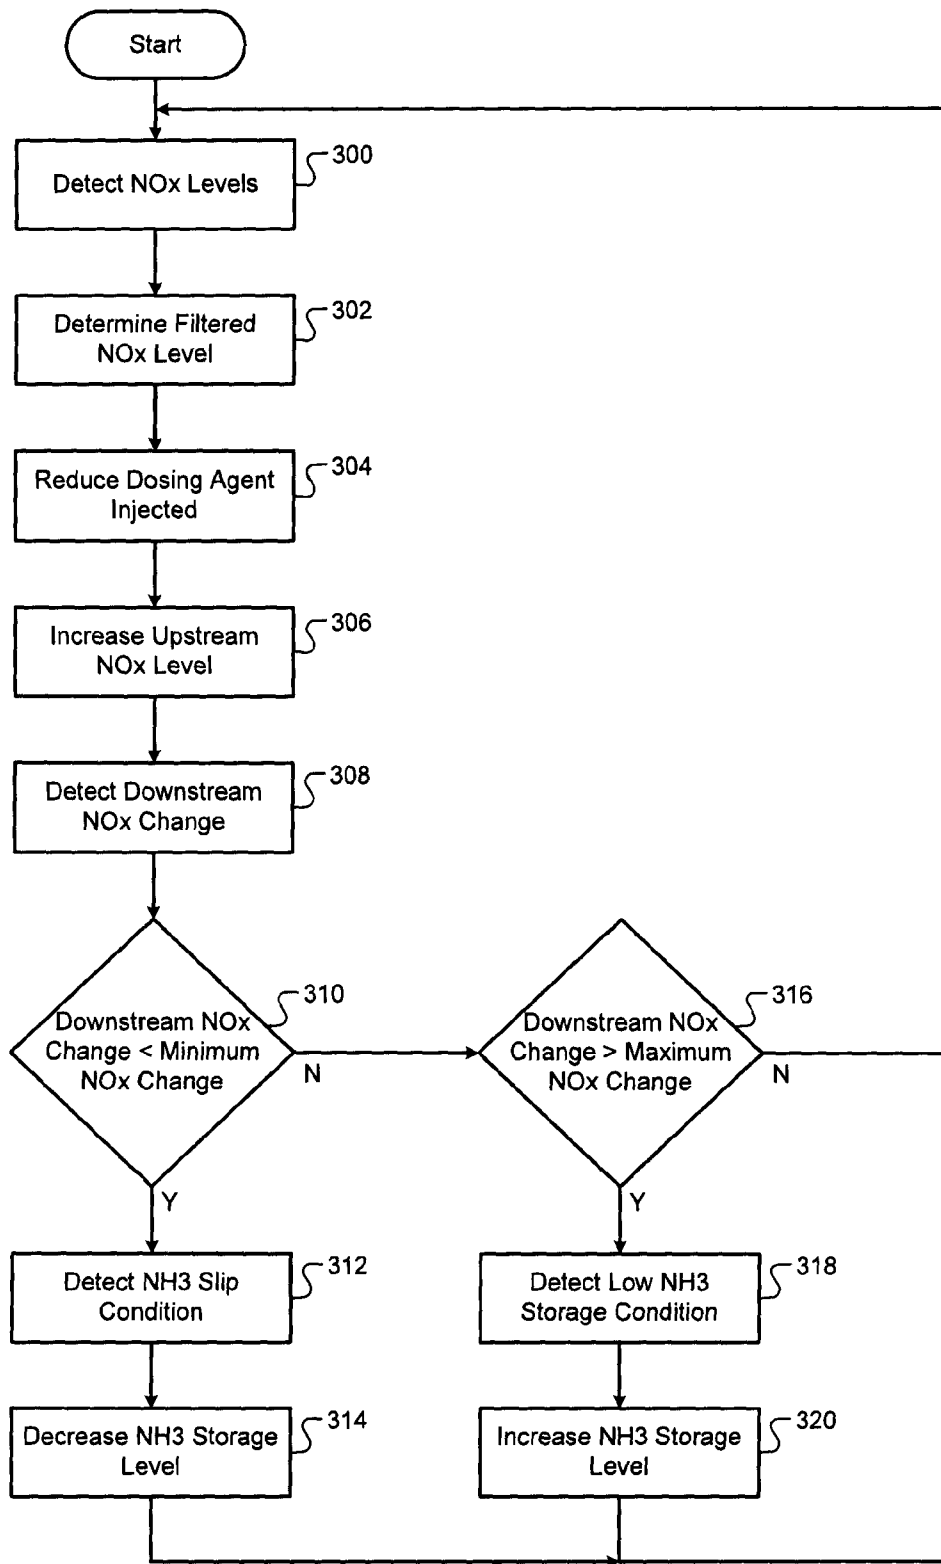 Start
Detect NOx Levels
300
Determine Filtered
NOx Level
302
Reduce Dosing Agent
Injected
304
Increase Upstream
NOx Level
306
Detect Downstream
NOx Change
308
Downstream NOx
Change < Minimum
NOx Change
310
N
Y
Downstream NOx
Change > Maximum
NOx Change
316
N
Y
Detect NH3 Slip
Condition
312
Detect Low NH3
Storage Condition
318
Decrease NH3 Storage
Level
314
Increase NH3 Storage
Level
320